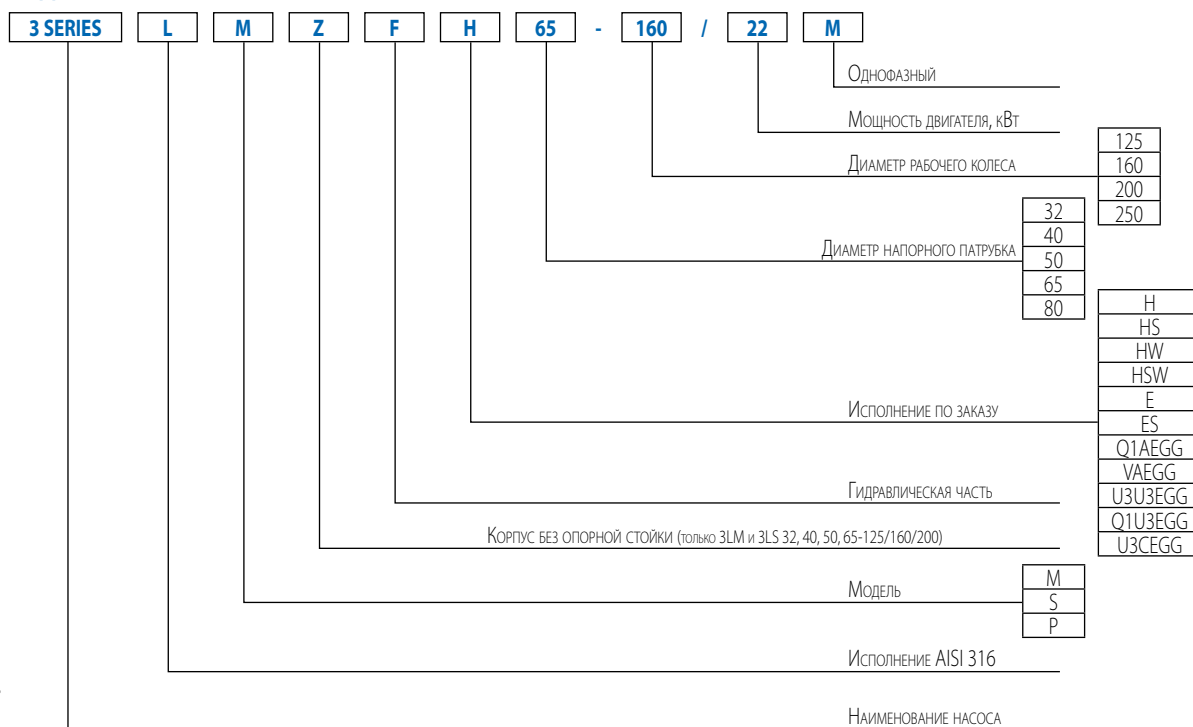 3 SERIES L M Z F H 65 - 160 / 22 M
Однофазный
Мощность двигателя, кВт
Диаметр рабочего колеса
125
160
200
250
Диаметр напорного патрубка
32
40
50
65
80
Исполнение по заказу
H
HS
HW
HSW
E
ES
Q1AEGG
VAEGG
U3U3EGG
Q1U3EGG
U3CEGG
Гидравлическая часть
Корпус без опорной стойки (только 3LM и 3LS 32, 40, 50, 65-125/160/200)
Модель
M
S
P
Исполнение AISI 316
Наименование насоса